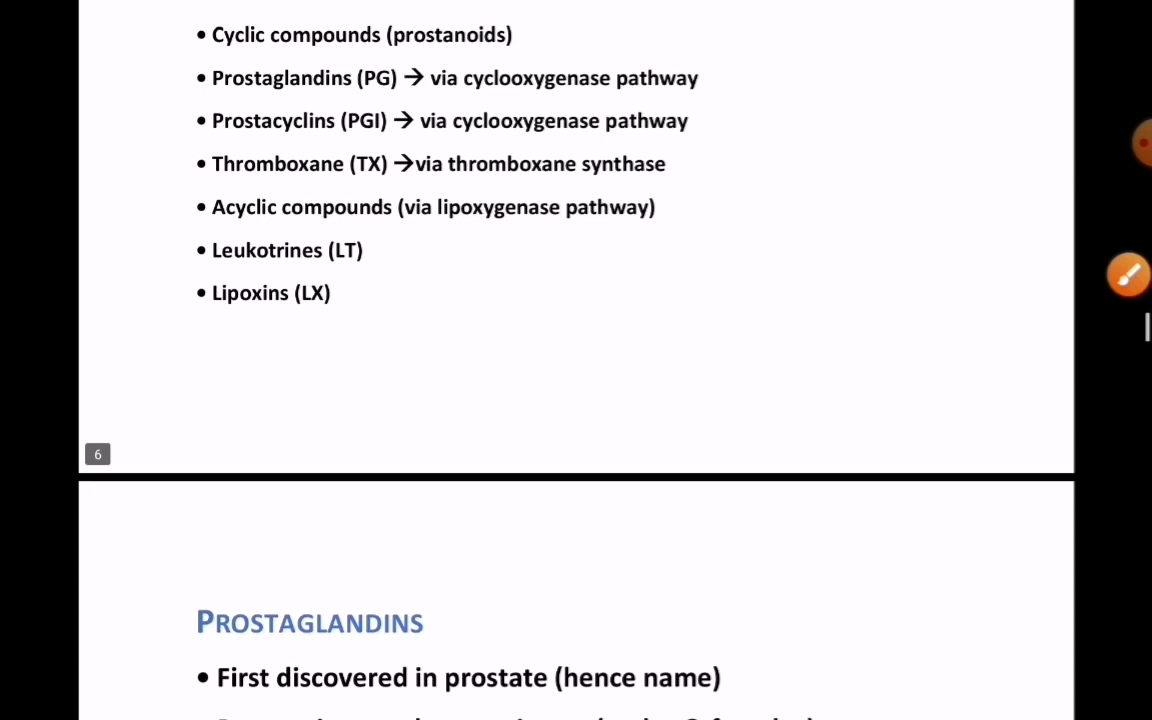 • Cyclic compounds (prostanoids)
• Prostaglandins (PG) → via cyclooxygenase pathway
• Prostacyclins (PGI) → via cyclooxygenase pathway
• Thromboxane (TX) →via thromboxane synthase
• Acyclic compounds (via lipoxygenase pathway)
• Leukotrines (LT)
• Lipoxins (LX)
6
PROSTAGLANDINS
• First discovered in prostate (hence name)